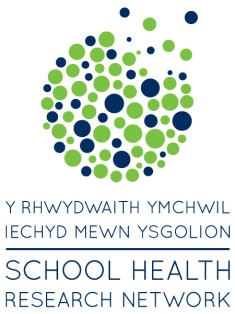 Y RHWYDWAITH YMCHWIL
IECHYD MEWN YSGOLION
SCHOOL HEALTH
RESEARCH NETWORK